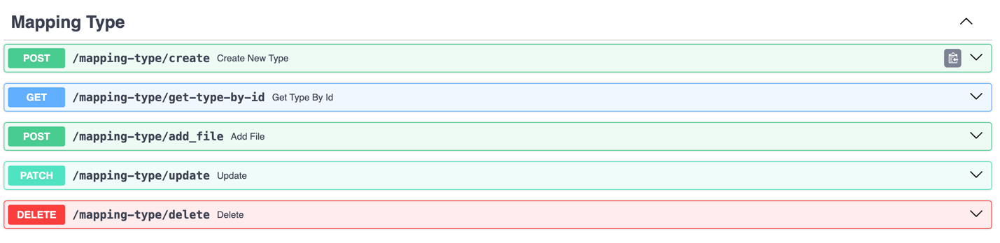 Mapping Type
POST /mapping-type/create Create New Type
GET /mapping-type/get-type-by-id Get Type By Id
POST /mapping-type/add_file Add File
PATCH /mapping-type/update Update
DELETE /mapping-type/delete Delete